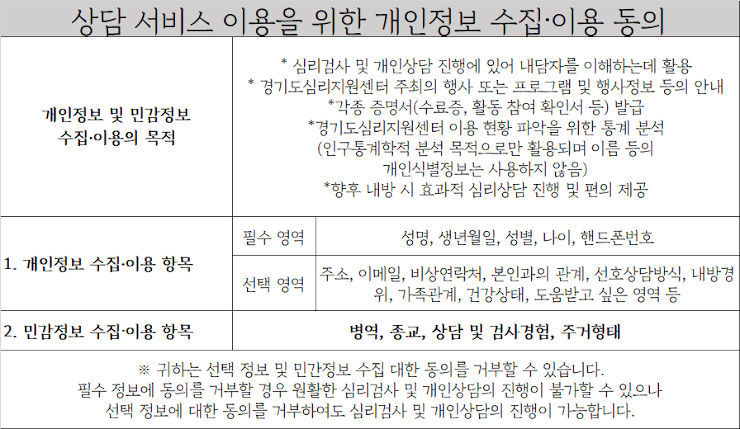 상담 서비스 이용을 위한 개인정보 수집·이용 동의
개인정보 및 민감정보
수집·이용의 목적
* 심리검사 및 개인상담 진행에 있어 내담자를 이해하는데 활용
* 경기도심리지원센터 주최의 행사 또는 프로그램 및 행사정보 등의 안내
*각종 증명서(수료증, 활동 참여 확인서 등) 발급
*경기도심리지원센터 이용 현황 파악을 위한 통계 분석
(인구통계학적 분석 목적으로만 활용되며 이름 등의
개인식별정보는 사용하지 않음)
*향후 내방 시 효과적 심리상담 진행 및 편의 제공
1. 개인정보 수집·이용 항목
필수 영역
성명, 생년월일, 성별, 나이, 핸드폰번호
선택 영역
주소, 이메일, 비상연락처, 본인과의 관계, 선호상담방식, 내방경
위, 가족관계, 건강상태, 도움받고 싶은 영역 등
2. 민감정보 수집·이용 항목
병역, 종교, 상담 및 검사경험, 주거형태
※ 귀하는 선택 정보 및 민간정보 수집 대한 동의를 거부할 수 있습니다.
필수 정보에 동의를 거부할 경우 원활한 심리검사 및 개인상담의 진행이 불가할 수 있으나
선택 정보에 대한 동의를 거부하여도 심리검사 및 개인상담의 진행이 가능합니다.